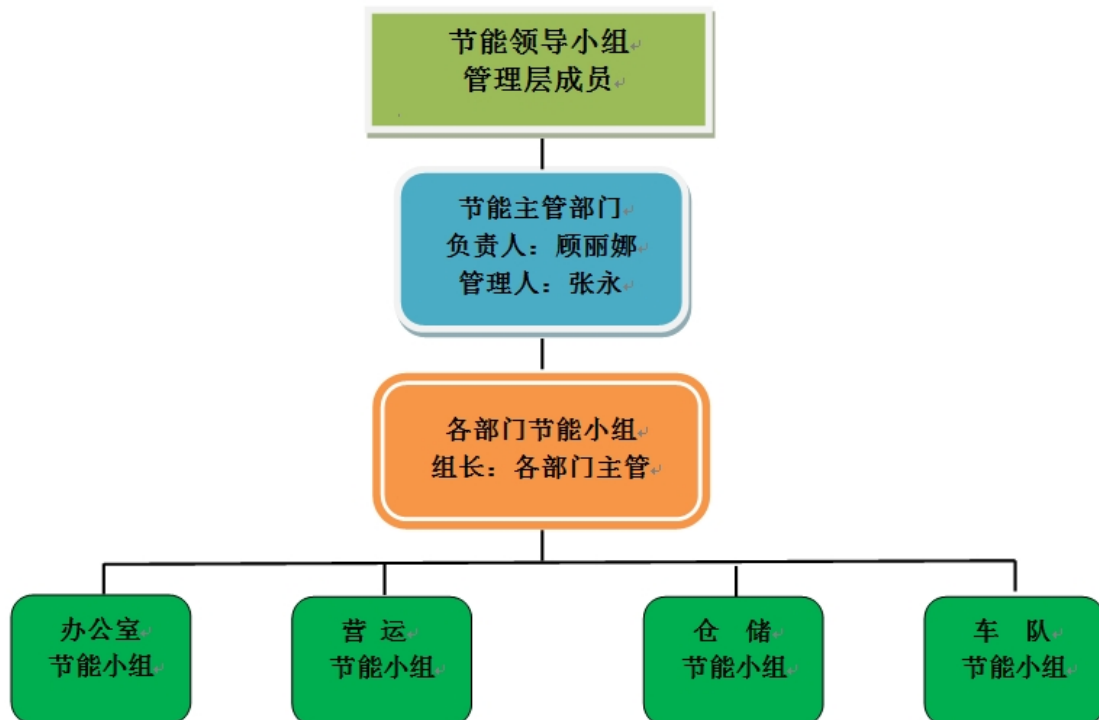 节能领导小组
管理层成员
节能主管部门
负责人：顾丽娜
管理人：张永
各部门节能小组
组长：各部门主管
办公室
节能小组
营 运
节能小组
仓 储
节能小组
车 队
节能小组